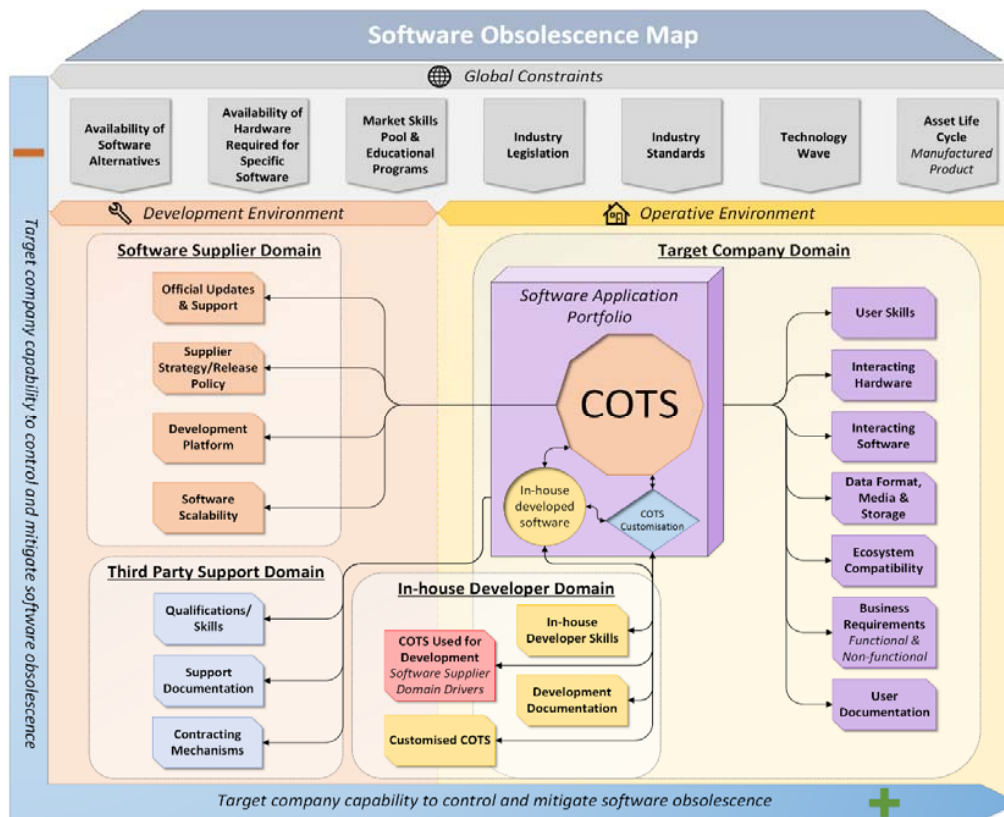 Software Obsolescence Map
Global Constraints
Availability of
Software
Alternatives
Availability of
Hardware
Required for
Specific
Software
Market Skills
Pool &
Educational
Programs
Industry
Legislation
Industry
Standards
Technology
Wave
Asset Life
Cycle
Manufactured
Product
Target company capability to control and mitigate software obsolescence
Development Environment
Operative Environment
Software Supplier Domain
Official Updates
& Support
Supplier
Strategy/Release
Policy
Development
Platform
Software
Scalability
Third Party Support Domain
Qualifications/
Skills
Support
Documentation
Contracting
Mechanisms
Target Company Domain
Software Application
Portfolio
COTS
In-house
developed
software
COTS
Customisation
In-house Developer Domain
In-house
Developer Skills
COTS Used for
Development
Software Supplier
Domain Drivers
Development
Documentation
Customised COTS
User Skills
Interacting
Hardware
Interacting
Software
Data Format,
Media &
Storage
Ecosystem
Compatibility
Business
Requirements
Functional &
Non-functional
User
Documentation
Target company capability to control and mitigate software obsolescence